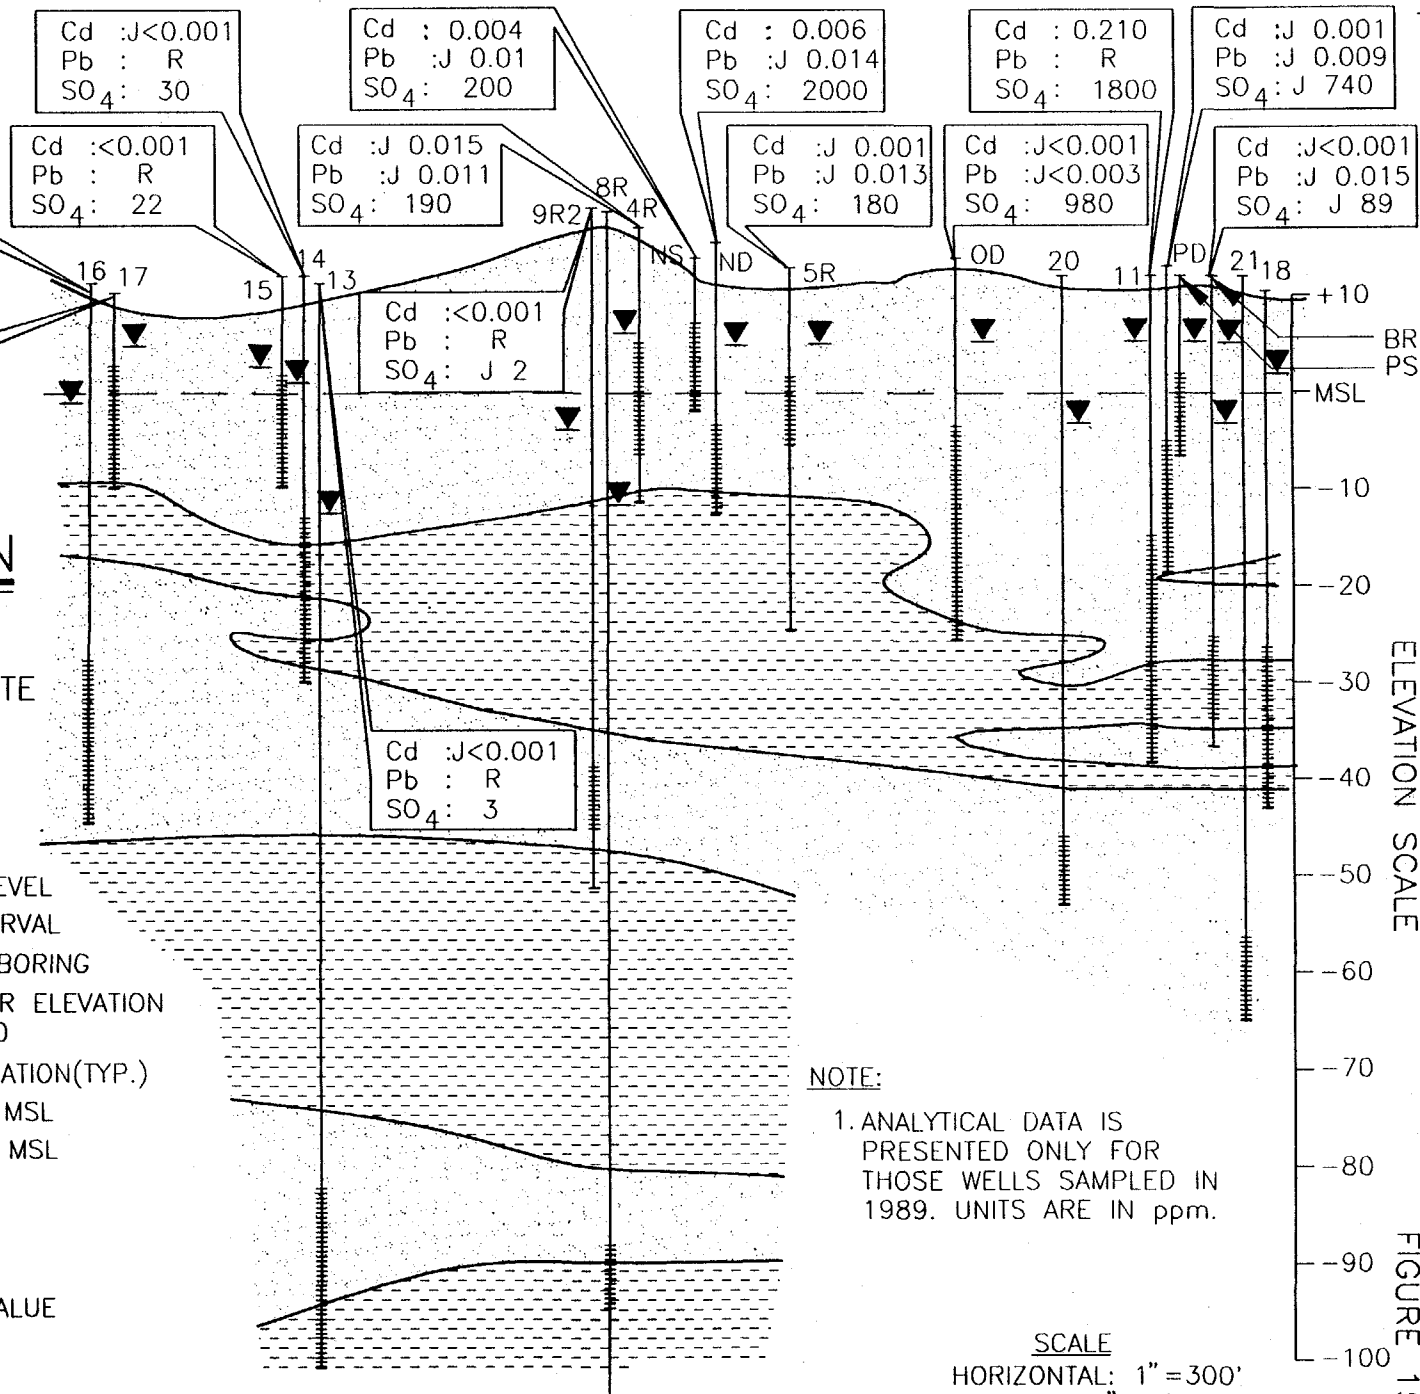 Cd :J<0.001
Pb : R
SO4: 30
Cd : 0.004
Pb :J 0.01
SO4: 200
Cd : 0.006
Pb :J 0.014
SO4: 2000
Cd : 0.210
Pb : R
SO4: 1800
Cd :J 0.001
Pb :J 0.009
SO4:J 740
Cd :<0.001
Pb : R
SO4: 22
Cd :J 0.015
Pb :J 0.011
SO4: 190
Cd :J 0.001
Pb :J 0.013
SO4: 180
Cd :J<0.001
Pb :J<0.003
SO4: 980
Cd :J<0.001
Pb :J 0.015
SO4: J 89
16
17
15
14
13
9R2
8R
4R
NS
ND
5R
OD
20
11
PD
21
18
Cd :<0.001
Pb : R
SO4: J 2
+10
BR
PS
MSL
-10
-20
-30
-40
-50
-60
-70
-80
-90
-100
ELEVATION SCALE
N
TE
Cd :J<0.001
Pb : R
SO4: 3
EVEL
RVAL
BORING
R ELEVATION
D
ATION(TYP.)
MSL
MSL
ALUE
NOTE:
1. ANALYTICAL DATA IS
PRESENTED ONLY FOR
THOSE WELLS SAMPLED IN
1989. UNITS ARE IN ppm.
SCALE
HORIZONTAL: 1"=300'
FIGURE